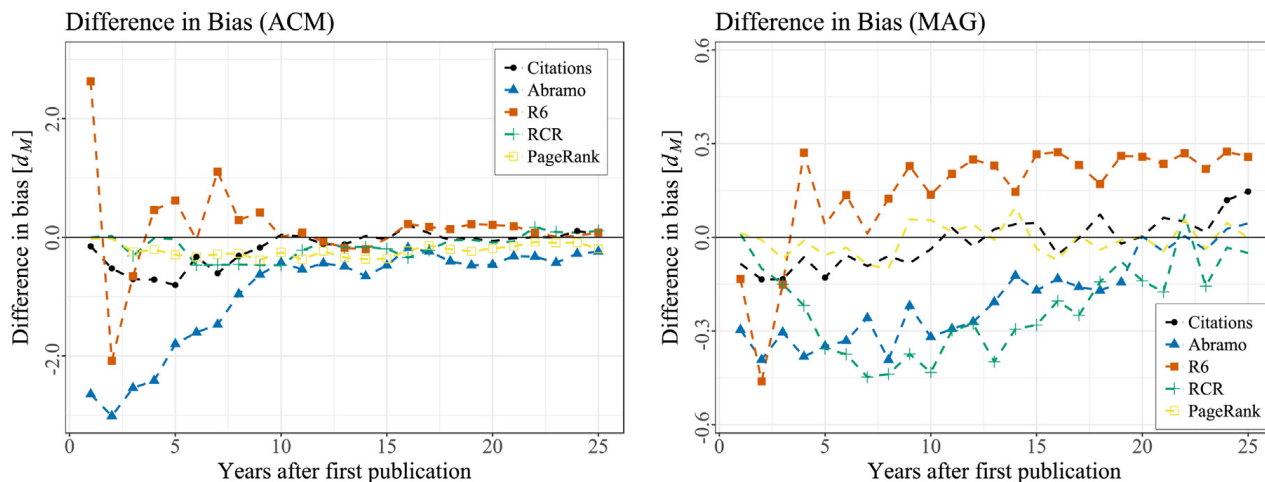 Difference in Bias (ACM)
Difference in bias [d_M]
2.0
0.0
-2.0
Citations
Abramo
R6
RCR
PageRank
0 5 10 15 20 25
Years after first publication
Difference in Bias (MAG)
Difference in bias [d_M]
0.6
0.3
0.0
-0.3
-0.6
Citations
Abramo
R6
RCR
PageRank
0 5 10 15 20 25
Years after first publication